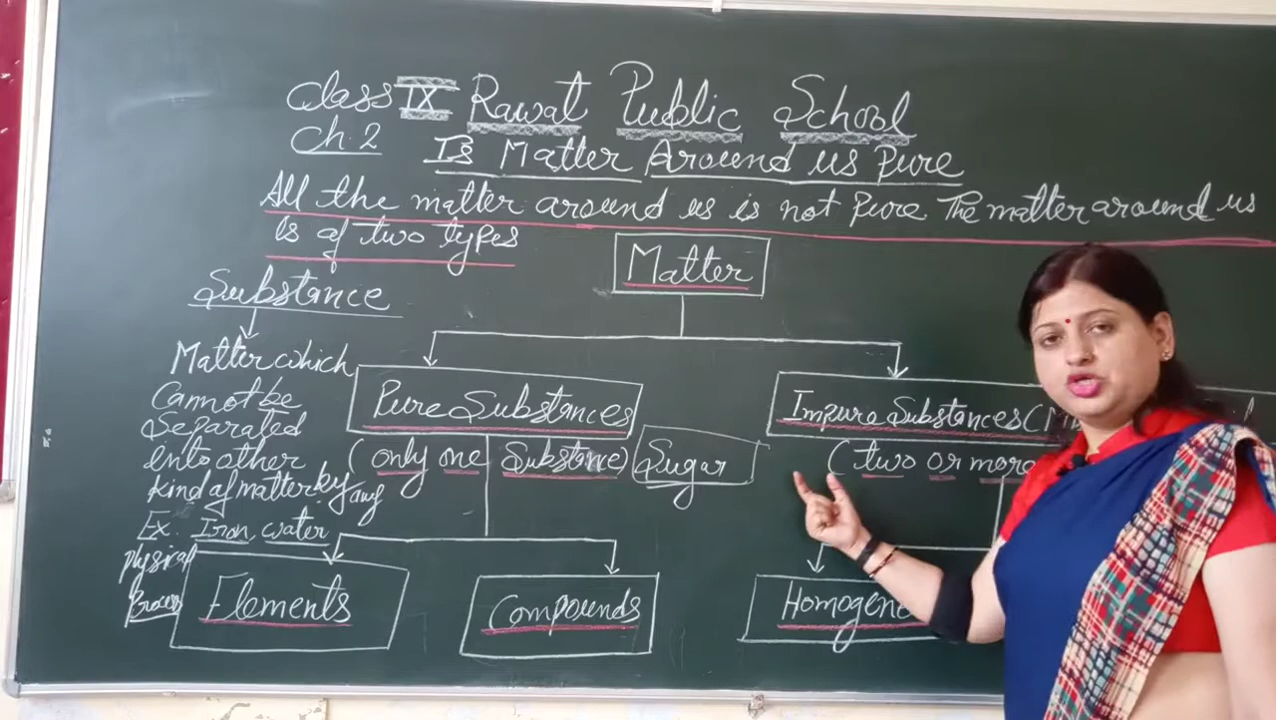 Class IX Rawat Public School
Ch. 2 Is Matter Around us Pure
All the matter around us is not Pure. The matter around us
Is of two types
Matter
Substance
Matter which
Cannot be
Separated
Into other
Kind of matter by any
Ex. Iron, water
physical
Process
Pure Substances
(only one Substance)
Sugar
Elements
Compounds
Impure Substances (
(two or more
Homogene